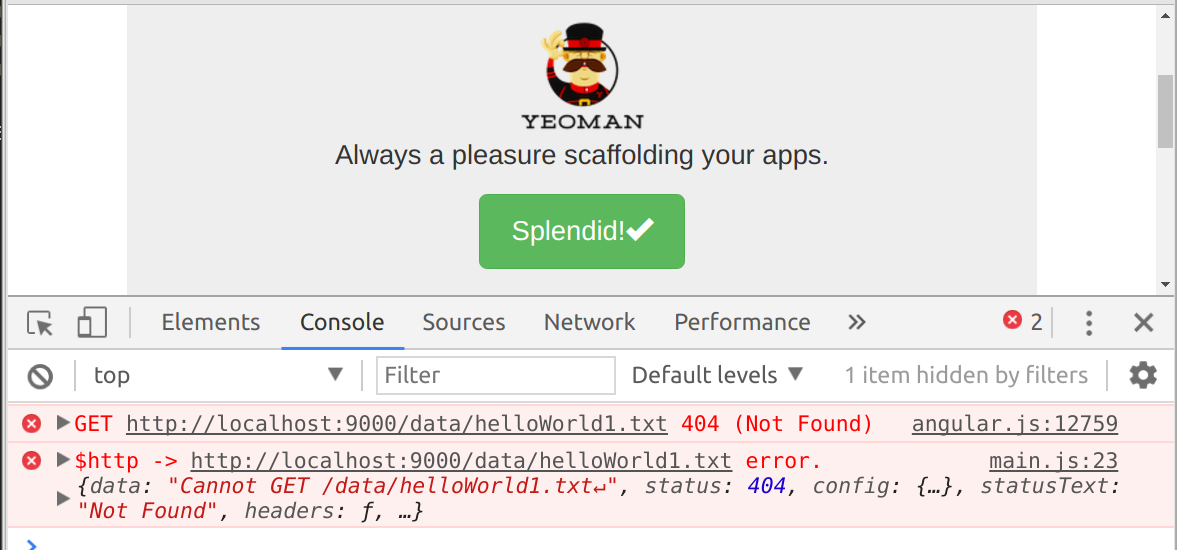 YEOMAN
Always a pleasure scaffolding your apps.
Splendid!✔
Elements Console Sources Network Performance » 2
top ▼ Filter Default levels ▼ 1 item hidden by filters
▶GET http://localhost:9000/data/helloWorld1.txt 404 (Not Found) angular.js:12759
▶$http -> http://localhost:9000/data/helloWorld1.txt error. main.js:23
{data: "Cannot GET /data/helloWorld1.txt↵", status: 404, config: {…}, statusText:
▶"Not Found", headers: ƒ, …}